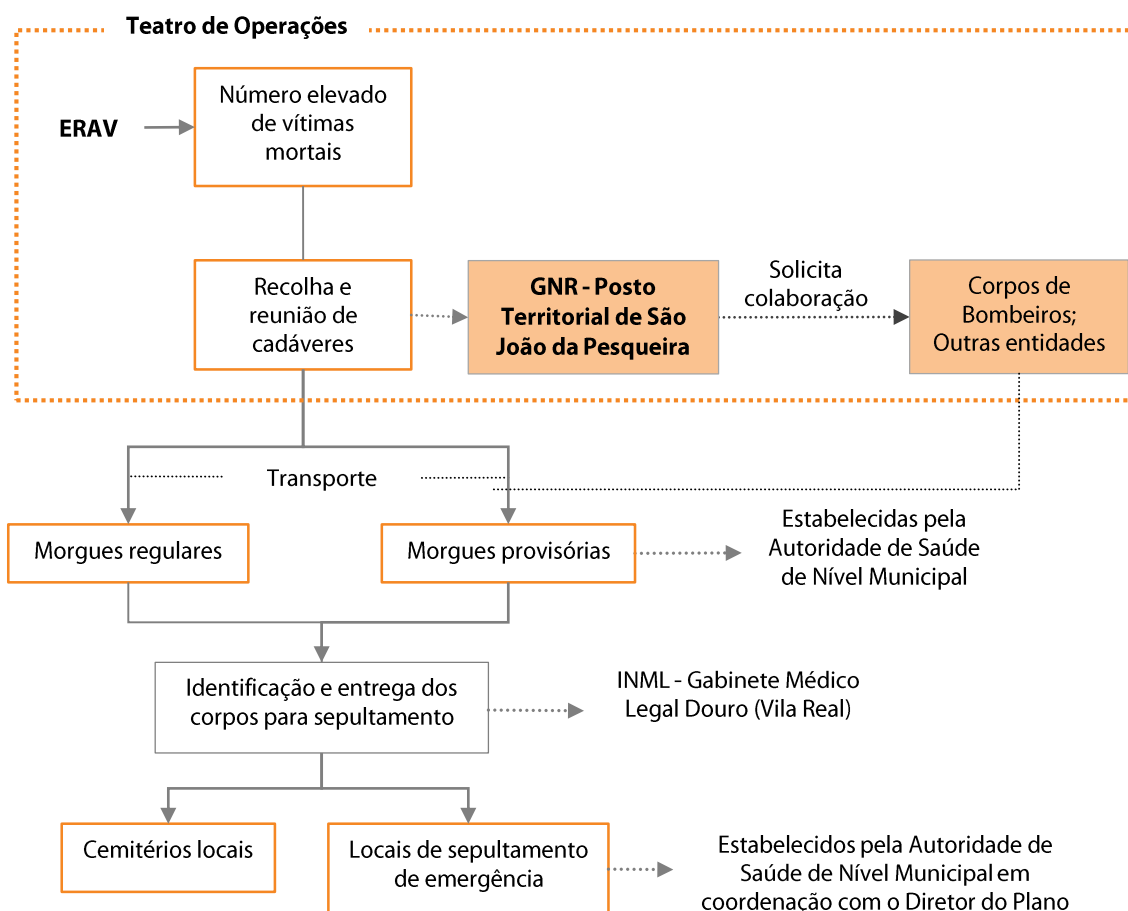 Teatro de Operações
ERAV
Número elevado
de vítimas
mortais
Recolha e
reunião de
cadáveres
GNR - Posto
Territorial de São
João da Pesqueira
Solicita
colaboração
Corpos de
Bombeiros;
Outras entidades
Transporte
Morgues regulares
Morgues provisórias
Estabelecidas pela
Autoridade de Saúde
de Nível Municipal
Identificação e entrega dos
corpos para sepultamento
INML - Gabinete Médico
Legal Douro (Vila Real)
Cemitérios locais
Locais de sepultamento
de emergência
Estabelecidos pela Autoridade de
Saúde de Nível Municipal em
coordenação com o Diretor do Plano